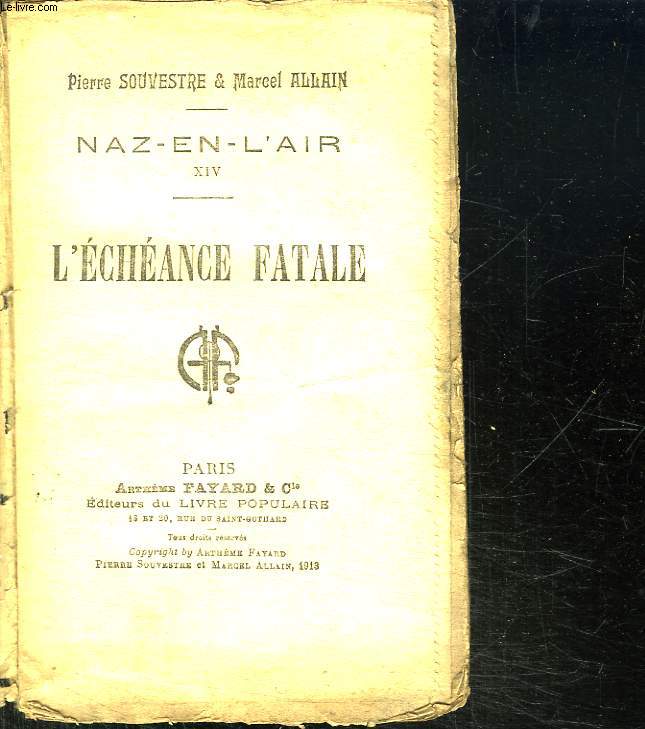 Le-livre.com
Pierre SOUVESTRE & Marcel ALLAIN
NAZ-EN-L'AIR
XIV
L'ÉCHÉANCE FATALE
PARIS
ARTHÈME FAYARD & Cie
Éditeurs du LIVRE POPULAIRE
18 ET 20, RUE DU SAINT-GOTHARD
Tous droits réservés
Copyright by ARTHÈME FAYARD
PIERRE SOUVESTRE et MARCEL ALLAIN, 1913